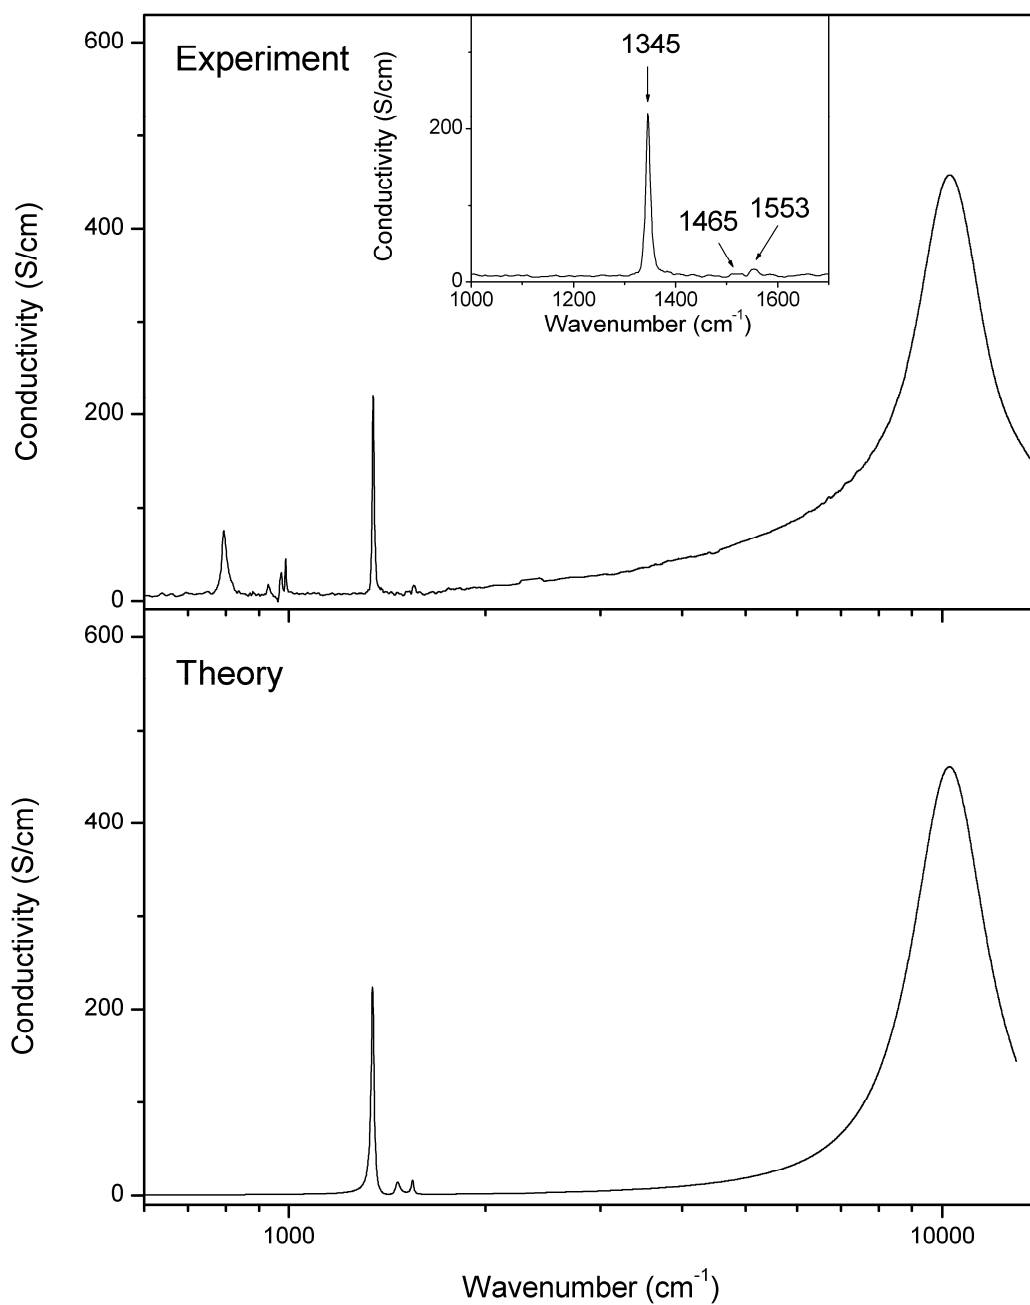 600
Experiment
400
200
0
Conductivity (S/cm)
1345
1465
1553
200
0
Conductivity (S/cm)
1000 1200 1400 1600
Wavenumber (cm-1)
600
Theory
400
200
0
Conductivity (S/cm)
1000 10000
Wavenumber (cm-1)